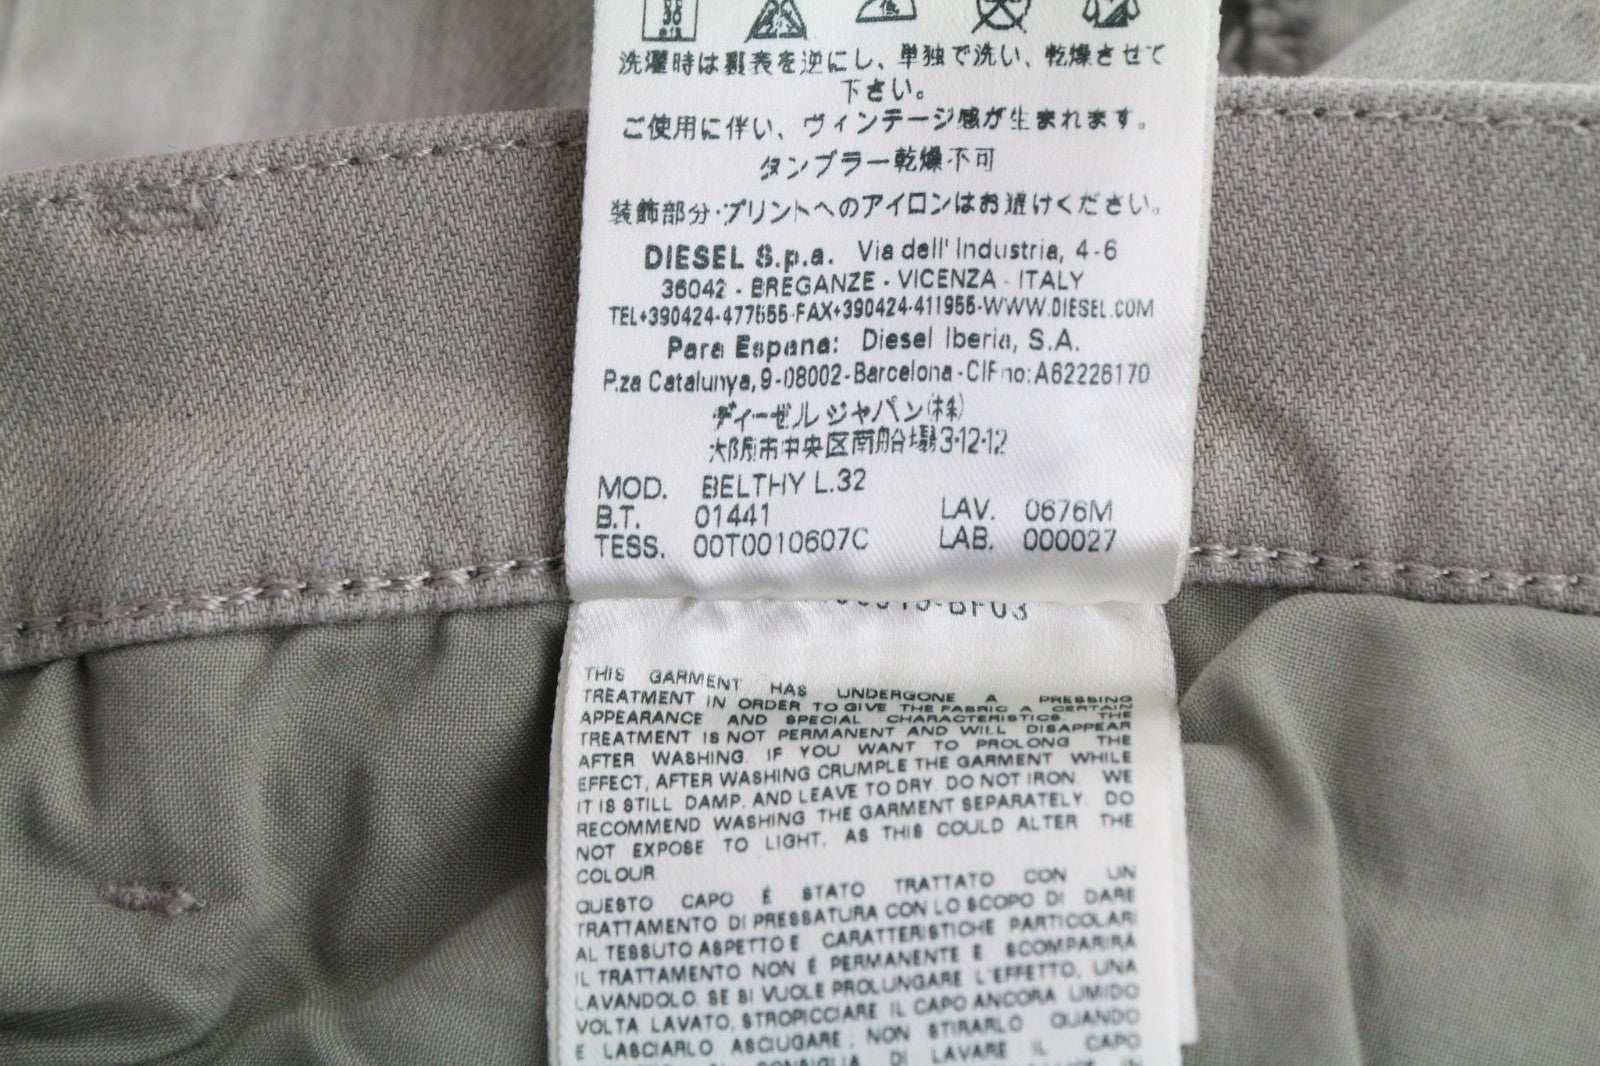 洗濯時は裏表を逆にし、単独で洗い、乾燥させて
下さい。
ご使用に伴い、ヴィンテージ感が生まれます。
タンブラー乾燥不可
装飾部分・プリントへのアイロンはお避けください。
DIESEL S.p.a. Via dell' Industria, 4-6
36042 - BREGANZE - VICENZA - ITALY
TEL+390424-477555-FAX+390424-411955-WWW.DIESEL.COM
Para Espana: Diesel Iberia, S.A.
P.za Catalunya,9-08002-Barcelona-CIF no:A62226170
ディーゼルジャパン(株)
大阪市中央区南船場3-12-12
MOD. BELTHY L.32
B.T. 01441 LAV. 0676M
TESS. 00T0010607C LAB. 000027
THIS GARMENT HAS UNDERGONE A PRESSING
TREATMENT IN ORDER TO GIVE THE FABRIC A CERTAIN
APPEARANCE AND SPECIAL CHARACTERISTICS. THE
TREATMENT IS NOT PERMANENT AND WILL DISAPPEAR
AFTER WASHING. IF YOU WANT TO PROLONG THE
EFFECT, AFTER WASHING CRUMPLE THE GARMENT WHILE
IT IS STILL DAMP, AND LEAVE TO DRY. DO NOT IRON. WE
RECOMMEND WASHING THE GARMENT SEPARATELY. DO
NOT EXPOSE TO LIGHT, AS THIS COULD ALTER THE
COLOUR
QUESTO CAPO É STATO TRATTATO CON UN
TRATTAMENTO DI PRESSATURA CON LO SCOPO DI DARE
AL TESSUTO ASPETTO E CARATTERISTICHE PARTICOLARI
IL TRATTAMENTO NON É PERMANENTE E SCOMPARIRÀ
LAVANDOLO. SE SI VUOLE PROLUNGARE L'EFFETTO, UNA
VOLTA LAVATO, STROPICCIARE IL CAPO ANCORA UMIDO
E LASCIARLO ASCIUGARE, NON STIRARLO QUANDO
DI LAVARE IL CAPO